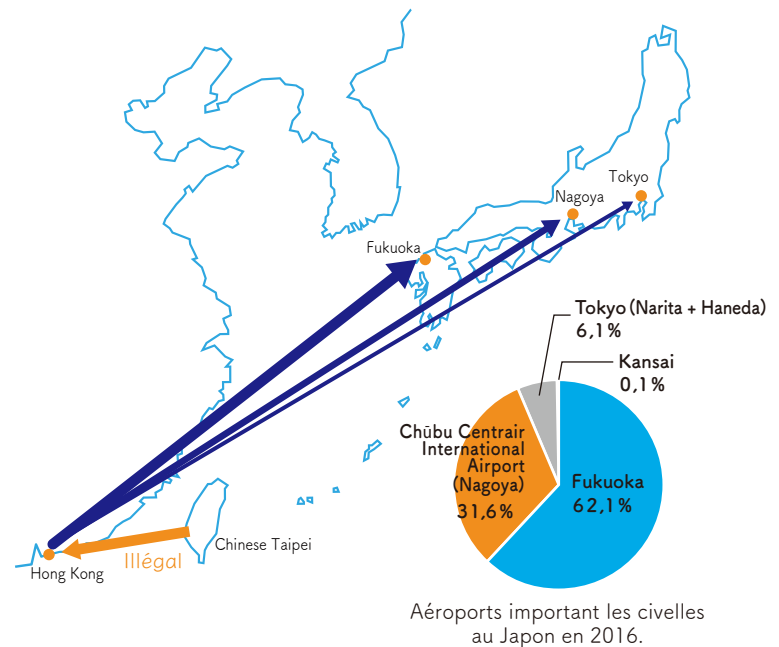 Tokyo
Nagoya
Fukuoka
Tokyo (Narita + Haneda)
6,1%
Kansai
0,1%
Chūbu Centrair
International
Airport
(Nagoya)
31,6%
Fukuoka
62,1%
Chinese Taipei
Illégal
Hong Kong
Aéroports important les civelles
au Japon en 2016.